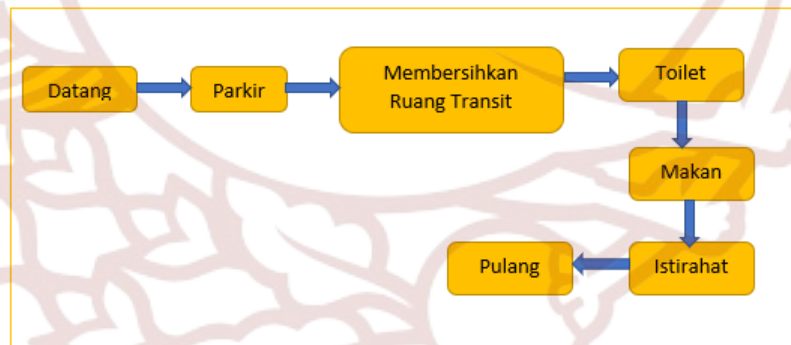 Datang
Parkir
Membersihkan
Ruang Transit
Toilet
Makan
Istirahat
Pulang